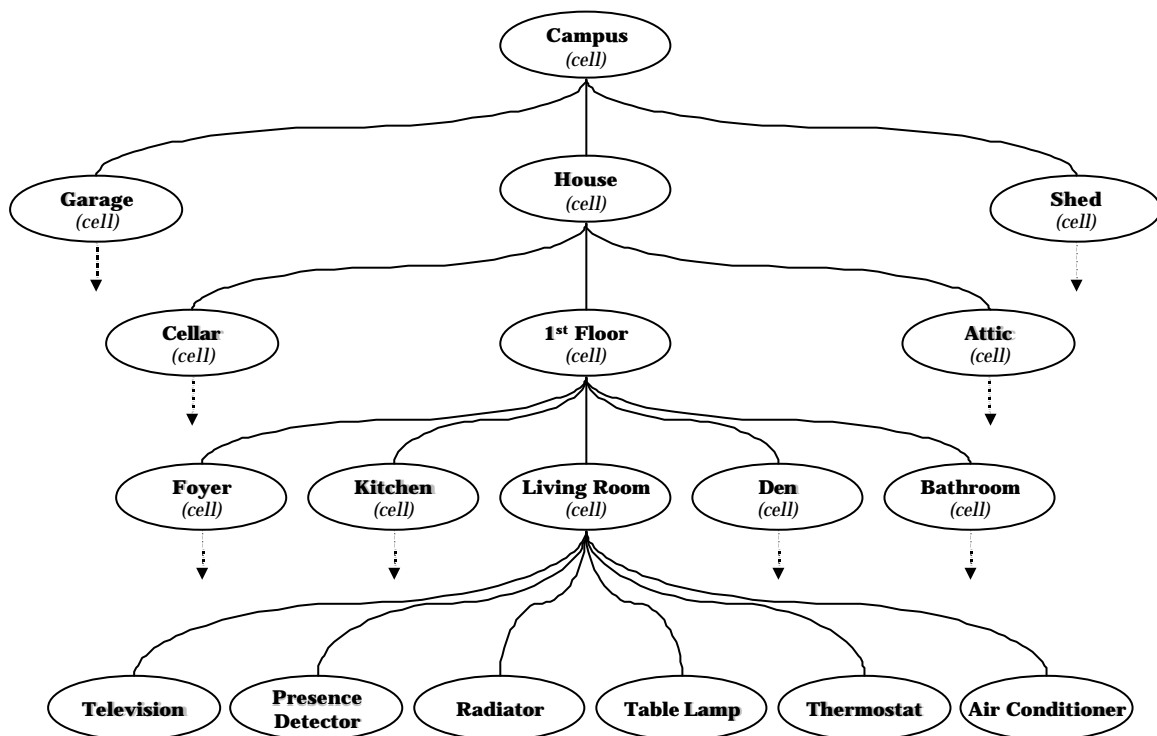 Campus
(cell)
House
(cell)
Garage
(cell)
Shed
(cell)
Cellar
(cell)
1st Floor
(cell)
Attic
(cell)
Foyer
(cell)
Kitchen
(cell)
Living Room
(cell)
Den
(cell)
Bathroom
(cell)
Television
Presence
Detector
Radiator
Table Lamp
Thermostat
Air Conditioner